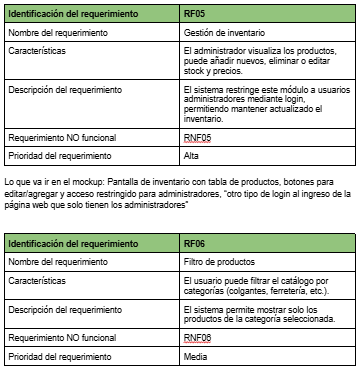 Identificación del requerimiento RF05
Nombre del requerimiento Gestión de inventario
Características El administrador visualiza los productos,
puede añadir nuevos, eliminar o editar
stock y precios.
Descripción del requerimiento El sistema restringe este módulo a usuarios
administradores mediante login,
permitiendo mantener actualizado el
inventario.
Requerimiento NO funcional RNF05
Prioridad del requerimiento Alta
Lo que va ir en el mockup: Pantalla de inventario con tabla de productos, botones para
editar/agregar y acceso restringido para administradores, “otro tipo de login al ingreso de la
página web que solo tienen los administradores”
Identificación del requerimiento RF06
Nombre del requerimiento Filtro de productos
Características El usuario puede filtrar el catálogo por
categorías (colgantes, ferretería, etc.).
Descripción del requerimiento El sistema permite mostrar solo los
productos de la categoría seleccionada.
Requerimiento NO funcional RNF06
Prioridad del requerimiento Media